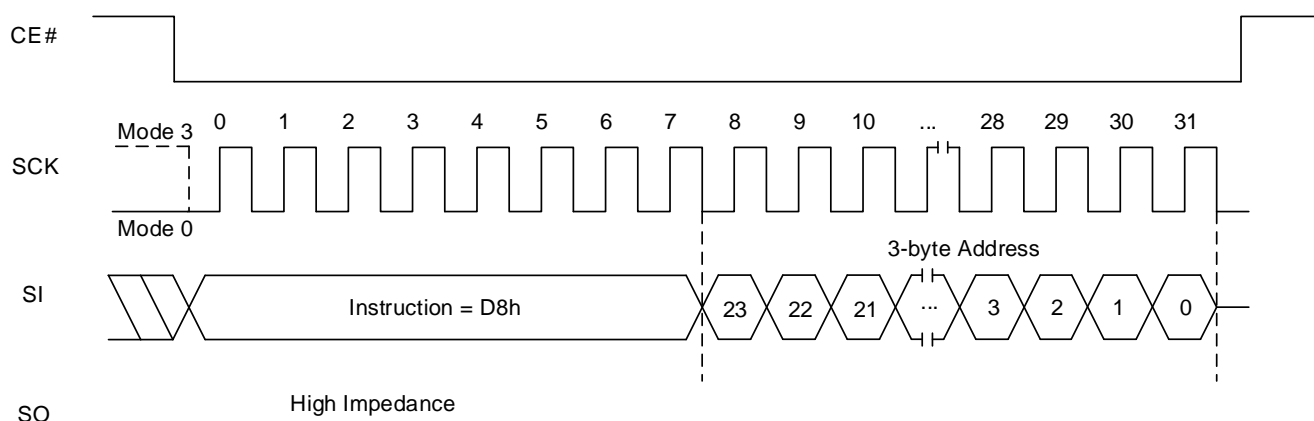 CE#
Mode 3 0 1 2 3 4 5 6 7 8 9 10 ... 28 29 30 31
SCK
Mode 0
3-byte Address
SI Instruction = D8h 23 22 21 ... 3 2 1 0
High Impedance
SO